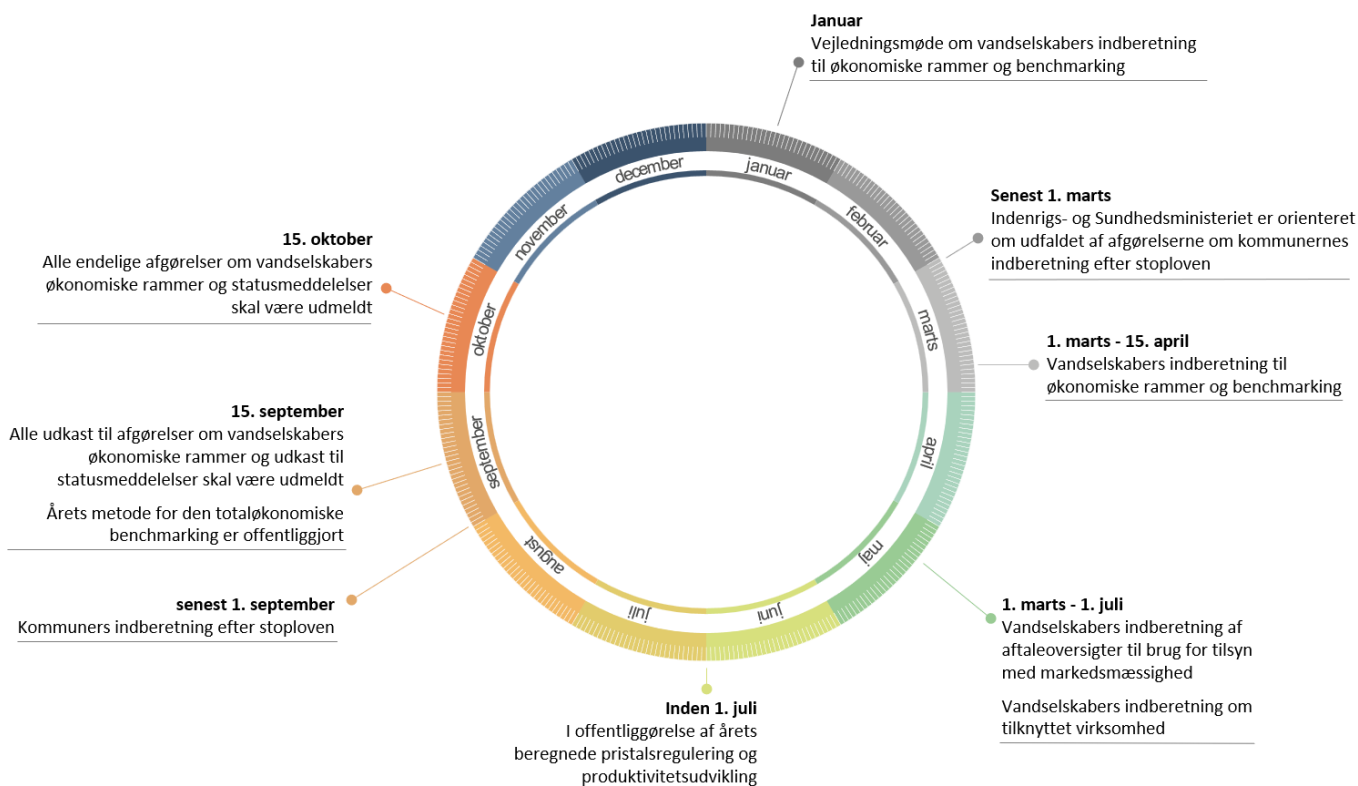 Januar
Vejledningsmøde om vandselskabers indberetning
til økonomiske rammer og benchmarking
Senest 1. marts
Indenrigs- og Sundhedsministeriet er orienteret
om udfaldet af afgørelserne om kommunernes
indberetning efter stoploven
1. marts - 15. april
Vandselskabers indberetning til
økonomiske rammer og benchmarking
1. marts - 1. juli
Vandselskabers indberetning af
aftaleoversigter til brug for tilsyn
med markedsmæssighed
Vandselskabers indberetning om
tilknyttet virksomhed
Inden 1. juli
I offentliggørelse af årets
beregnede pristalsregulering og
produktivitetsudvikling
senest 1. september
Kommuners indberetning efter stoploven
15. september
Alle udkast til afgørelser om vandselskabers
økonomiske rammer og udkast til
statusmeddelelser skal være udmeldt
Årets metode for den totaløkonomiske
benchmarking er offentliggjort
15. oktober
Alle endelige afgørelser om vandselskabers
økonomiske rammer og statusmeddelelser
skal være udmeldt
januar
februar
marts
april
maj
juni
juli
august
september
oktober
november
december